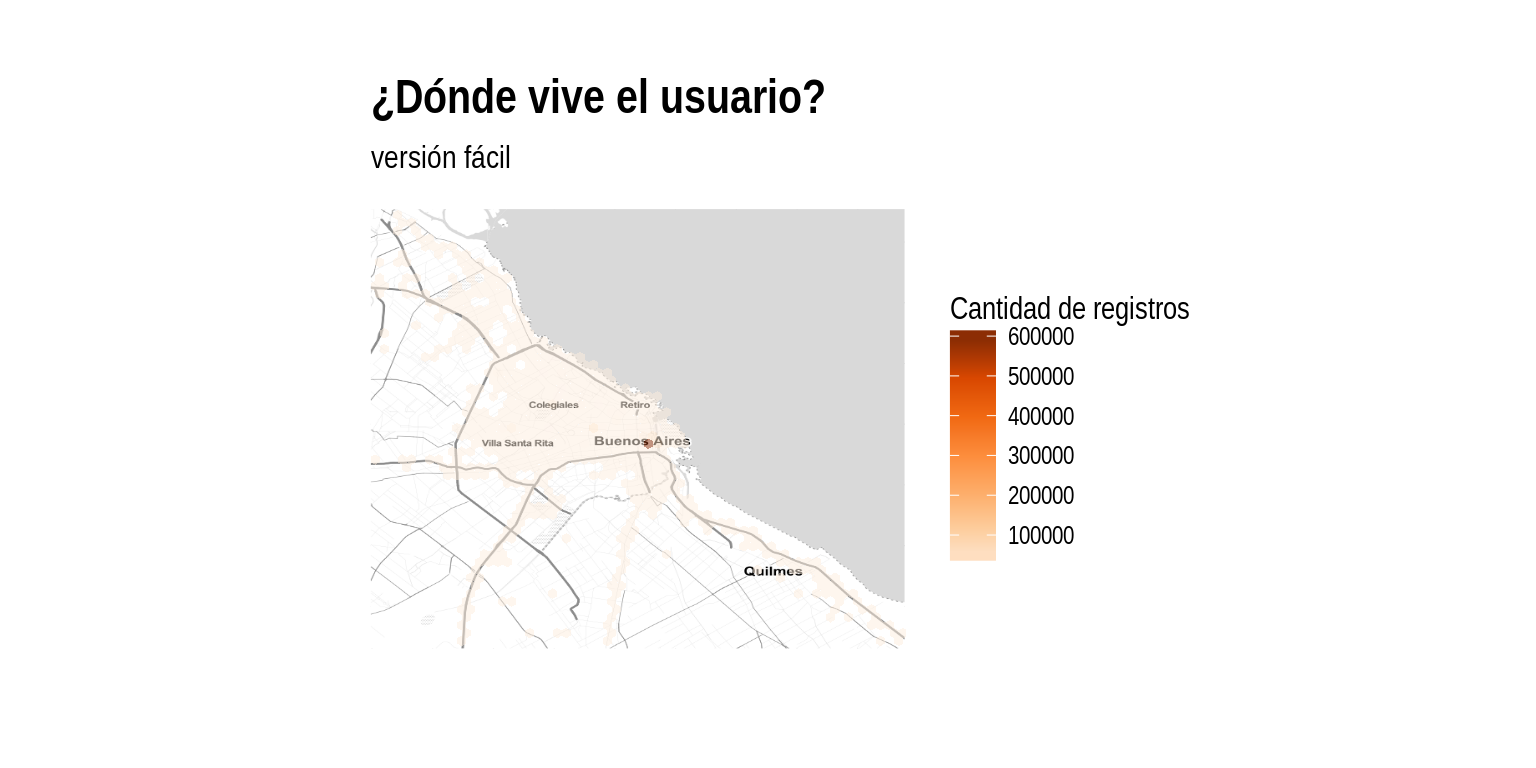 ¿Dónde vive el usuario?
versión fácil
Cantidad de registros
600000
500000
400000
300000
200000
100000
Colegiales
Retiro
Villa Santa Rita
Buenos Aires
Quilmes